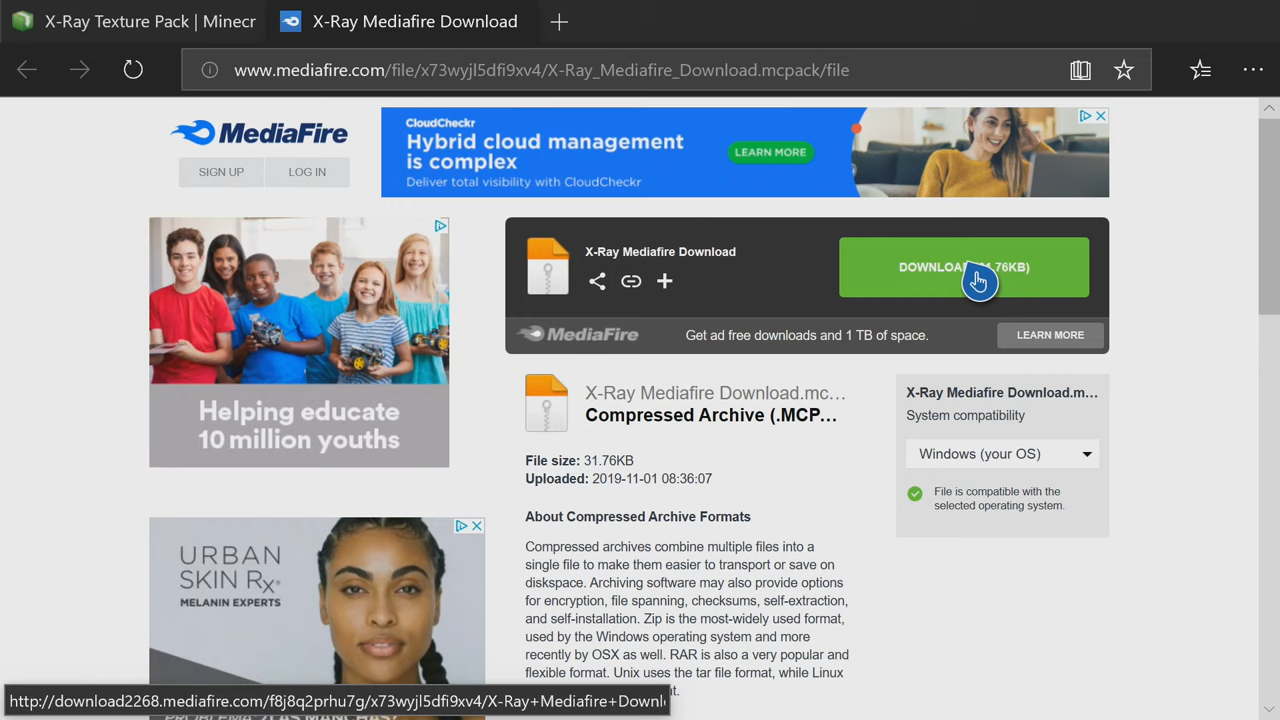 X-Ray Texture Pack | Minecr
X-Ray Mediafire Download
www.mediafire.com/file/x73wyjl5dfi9xv4/X-Ray_Mediafire_Download.mcpack/file
MediaFire
SIGN UP
LOG IN
CloudCheckr
Hybrid cloud management
is complex
Deliver total visibility with CloudCheckr
LEARN MORE
Helping educate
10 million youths
X-Ray Mediafire Download
MediaFire
Get ad free downloads and 1 TB of space.
LEARN MORE
X-Ray Mediafire Download.mc...
Compressed Archive (.MCP...
File size: 31.76KB
Uploaded: 2019-11-01 08:36:07
About Compressed Archive Formats
Compressed archives combine multiple files into a
single file to make them easier to transport or save on
diskspace. Archiving software may also provide options
for encryption, file spanning, checksums, self-extraction,
and self-installation. Zip is the most-widely used format,
used by the Windows operating system and more
recently by OSX as well. RAR is also a very popular and
flexible format. Unix uses the tar file format, while Linux
X-Ray Mediafire Download.m...
System compatibility
Windows (your OS)
File is compatible with the
selected operating system.
URBAN
SKIN Rx
MELANIN EXPERTS
http://download2268.mediafire.com/f8j8q2prhu7g/x73wyjl5dfi9xv4/X-Ray+Mediafire+Downl